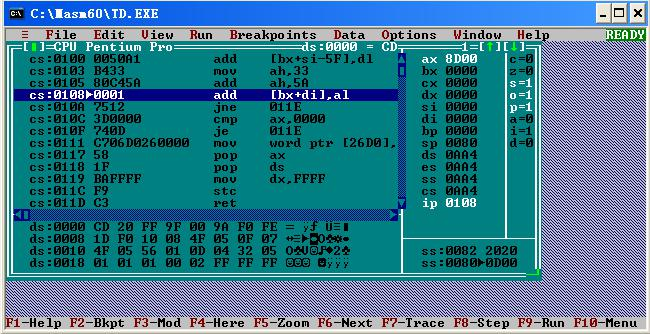 C:\Masm60\TD.EXE
≡ File Edit View Run Breakpoints Data Options Window Help READY
[■]=CPU Pentium Pro ds:0000 = CD 1=[↑][↓]
cs:0100 0050A1 add [bx+si-5F],dl ax 8D00 c=0
cs:0103 B433 mov ah,33 bx 0000 z=0
cs:0105 80C45A add ah,5A cx 0000 s=1
cs:0108►0001 add [bx+di],al dx 0000 o=1
cs:010A 7512 jne 011E si 0000 p=1
cs:010C 3D0000 cmp ax,0000 di 0000 a=0
cs:010F 740D je 011E bp 0000 i=1
cs:0111 C706D0260000 mov word ptr [26D0], sp 0080 d=0
cs:0117 58 pop ax ds 0AA4
cs:0118 1F pop ds es 0AA4
cs:0119 BAFFFF mov dx,FFFF ss 0AA4
cs:011C F9 stc cs 0AA4
cs:011D C3 ret ip 0108
ds:0000 CD 20 FF 9F 00 9A F0 FE
ds:0008 1D F0 10 08 4F 05 0F 07
ds:0010 4F 05 56 01 0D 04 32 05 ss:0082 2020
ds:0018 01 01 01 00 02 FF FF FF ss:0080►0D00
F1-Help F2-Bkpt F3-Mod F4-Here F5-Zoom F6-Next F7-Trace F8-Step F9-Run F10-Menu